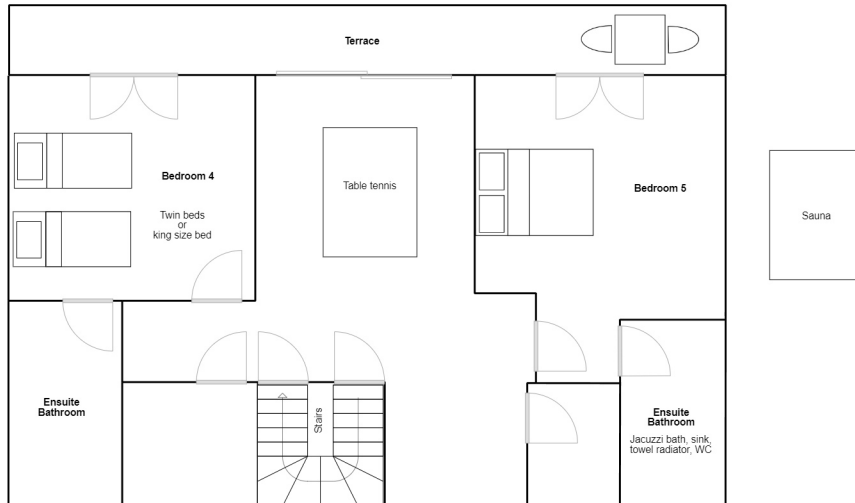 Terrace
Bedroom 4
Twin beds
or
king size bed
Table tennis
Bedroom 5
Sauna
Ensuite
Bathroom
Stairs
Ensuite
Bathroom
Jacuzzi bath, sink,
towel radiator, WC